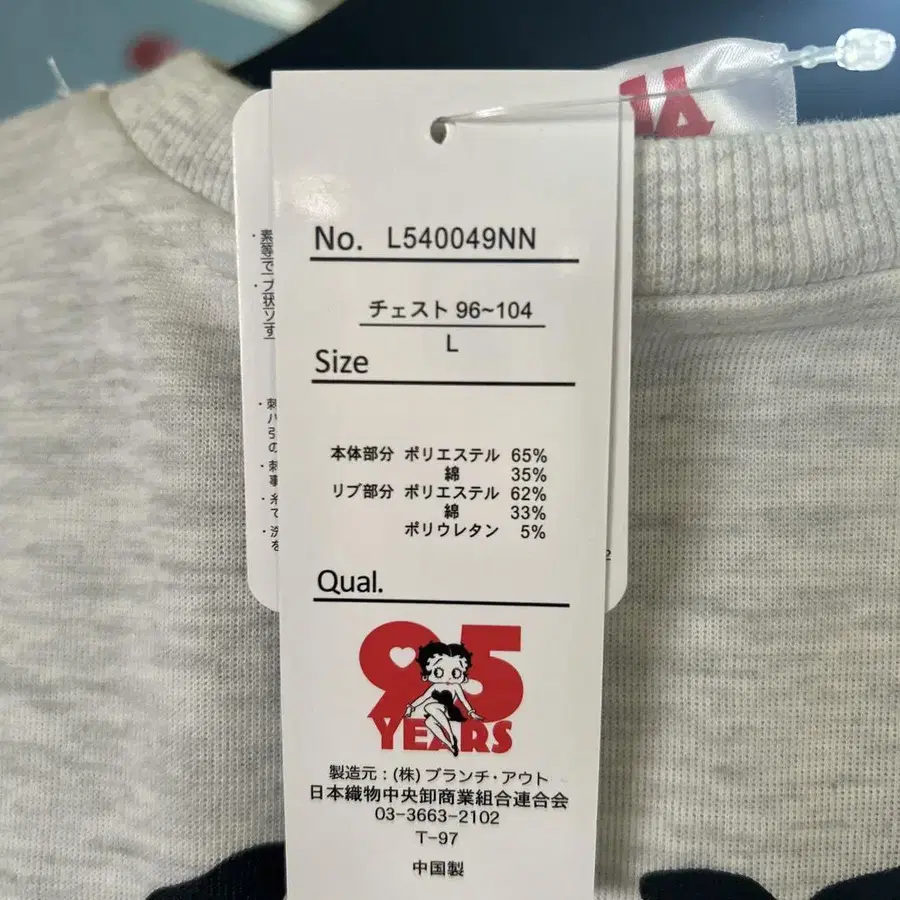 No. L540049NN
チェスト 96~104
L
Size
本体部分 ポリエステル 65%
綿 35%
リブ部分 ポリエステル 62%
綿 33%
ポリウレタン 5%
Qual.
95
YEARS
製造元:(株)ブランチ・アウト
日本織物中央卸商業組合連合会
03-3663-2102
T-97
中国製